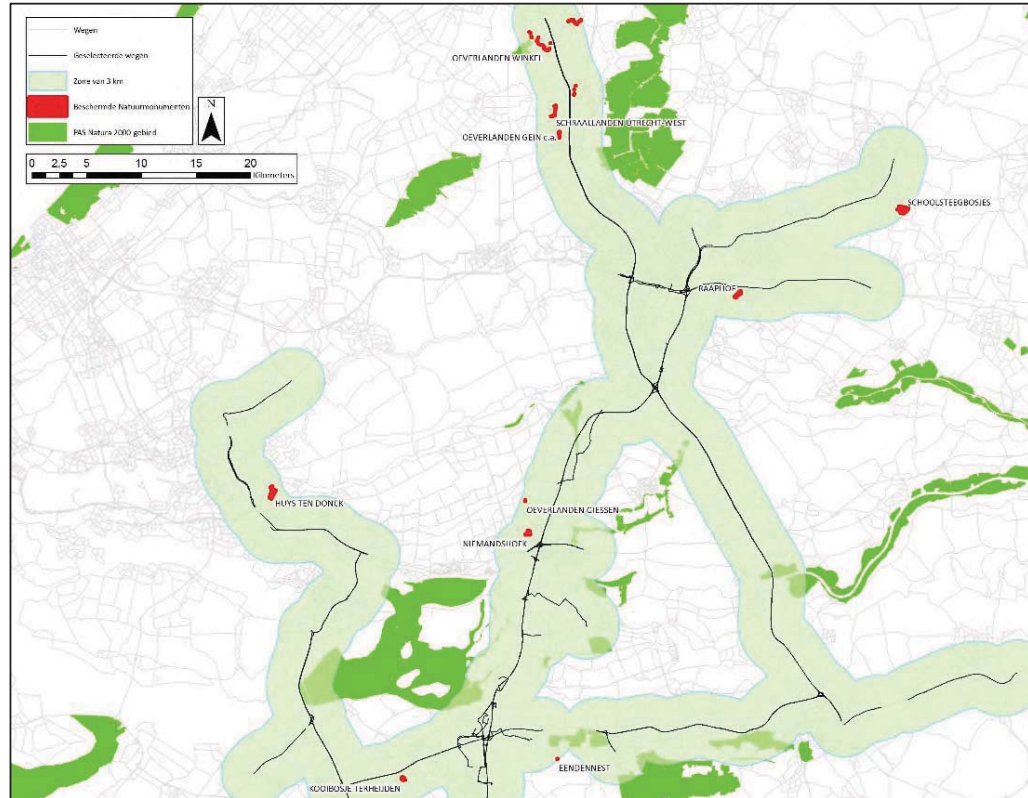 Wegen
Geselecteerde wegen
Zone van 3 km
Beschermde Natuurmonumenten
PAS Natura 2000 gebied
N
0 2,5 5 10 15 20
Kilometers
OEVERLANDEN WINKEL
SCHRAALLANDEN UTRECHT-WEST
OEVERLANDEN GEIN c.a.
SCHOOLSTEEGBOSJES
RAAPHOF
HUYS TEN DONCK
OEVERLANDEN GIESSEN
NIEMANDSHOEK
EENDENNEST
KOOIBOSJE TERHEIJDEN